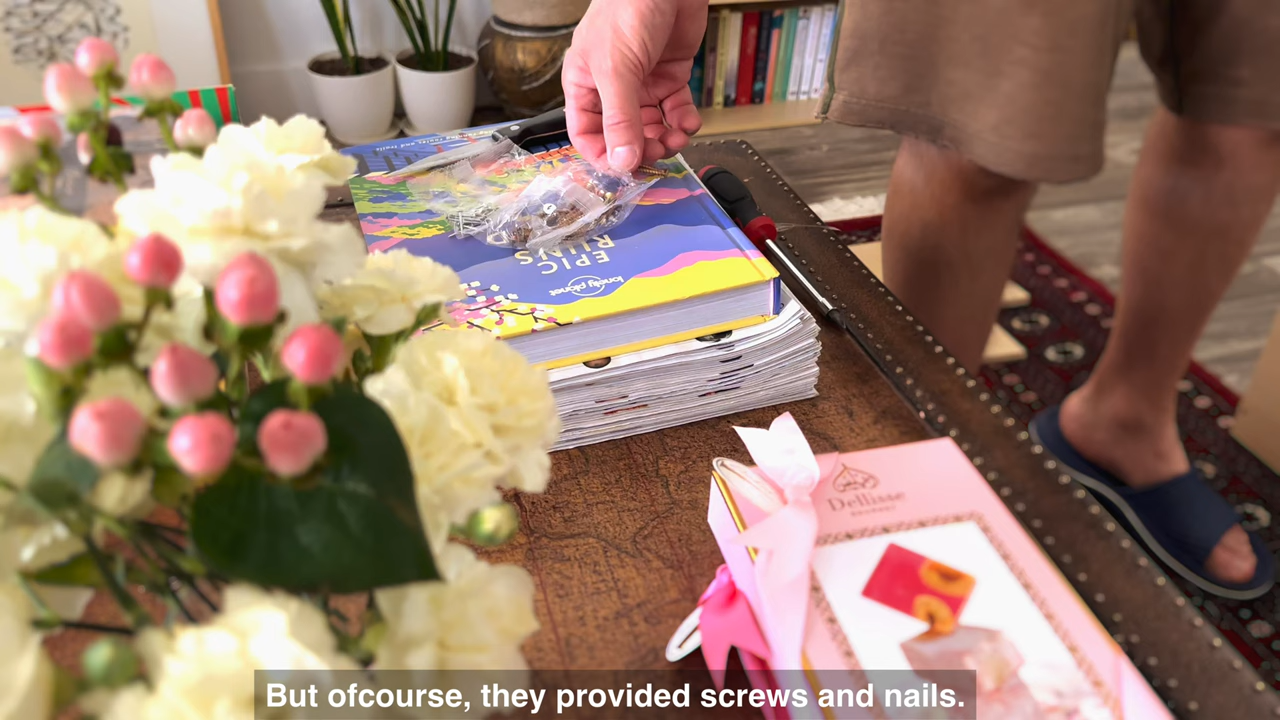 EPIC
RUNS
lonely planet
Dellisse
But ofcourse, they provided screws and nails.